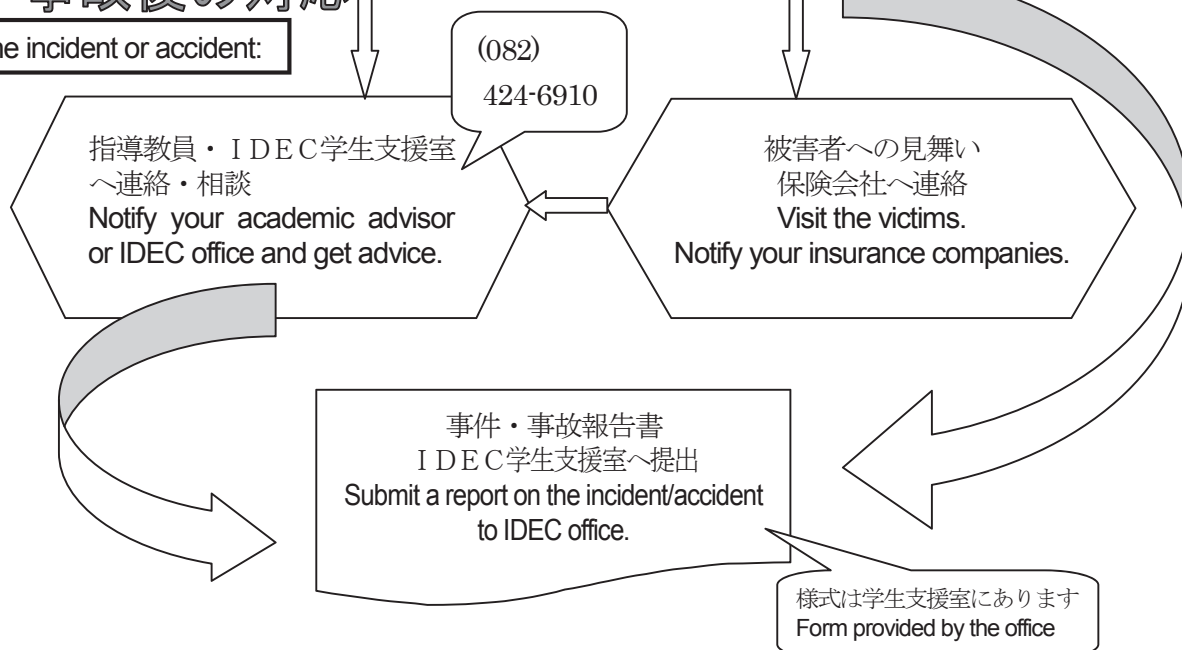 事故後の対応
he incident or accident:
(082)
424-6910
指導教員・ＩＤＥＣ学生支援室
へ連絡・相談
Notify your academic advisor
or IDEC office and get advice.
被害者への見舞い
保険会社へ連絡
Visit the victims.
Notify your insurance companies.
事件・事故報告書
ＩＤＥＣ学生支援室へ提出
Submit a report on the incident/accident
to IDEC office.
様式は学生支援室にあります
Form provided by the office